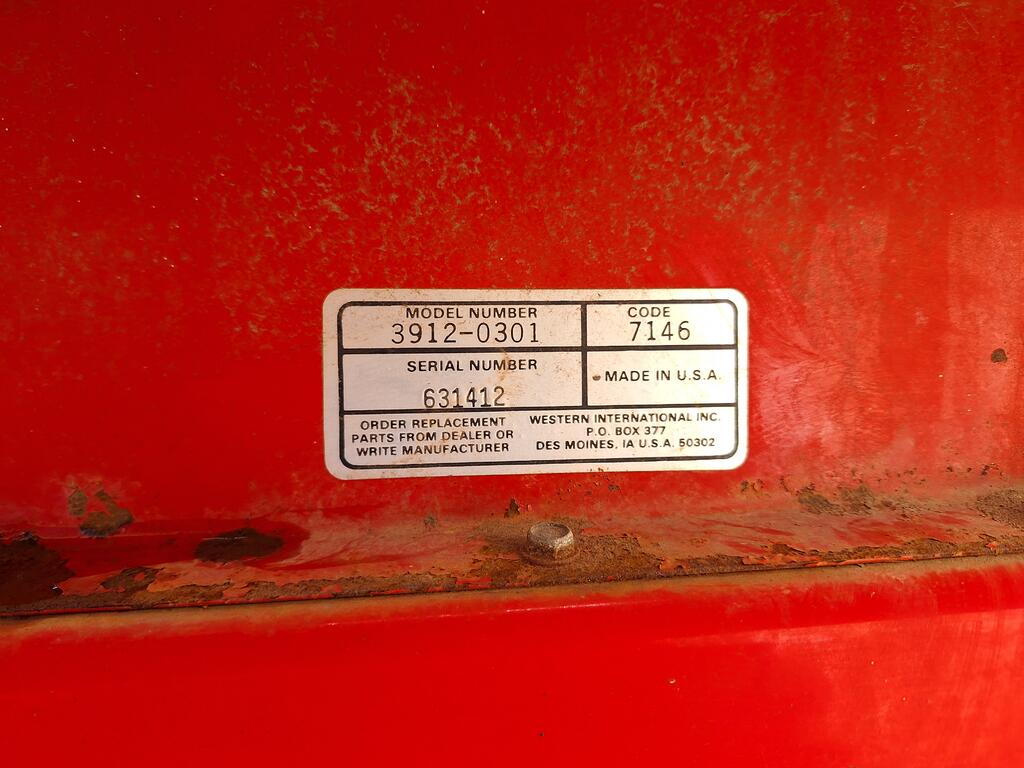 MODEL NUMBER
3912-0301
CODE
7146
SERIAL NUMBER
631412
MADE IN U.S.A.
ORDER REPLACEMENT
PARTS FROM DEALER OR
WRITE MANUFACTURER
WESTERN INTERNATIONAL INC.
P.O. BOX 377
DES MOINES, IA U.S.A. 50302